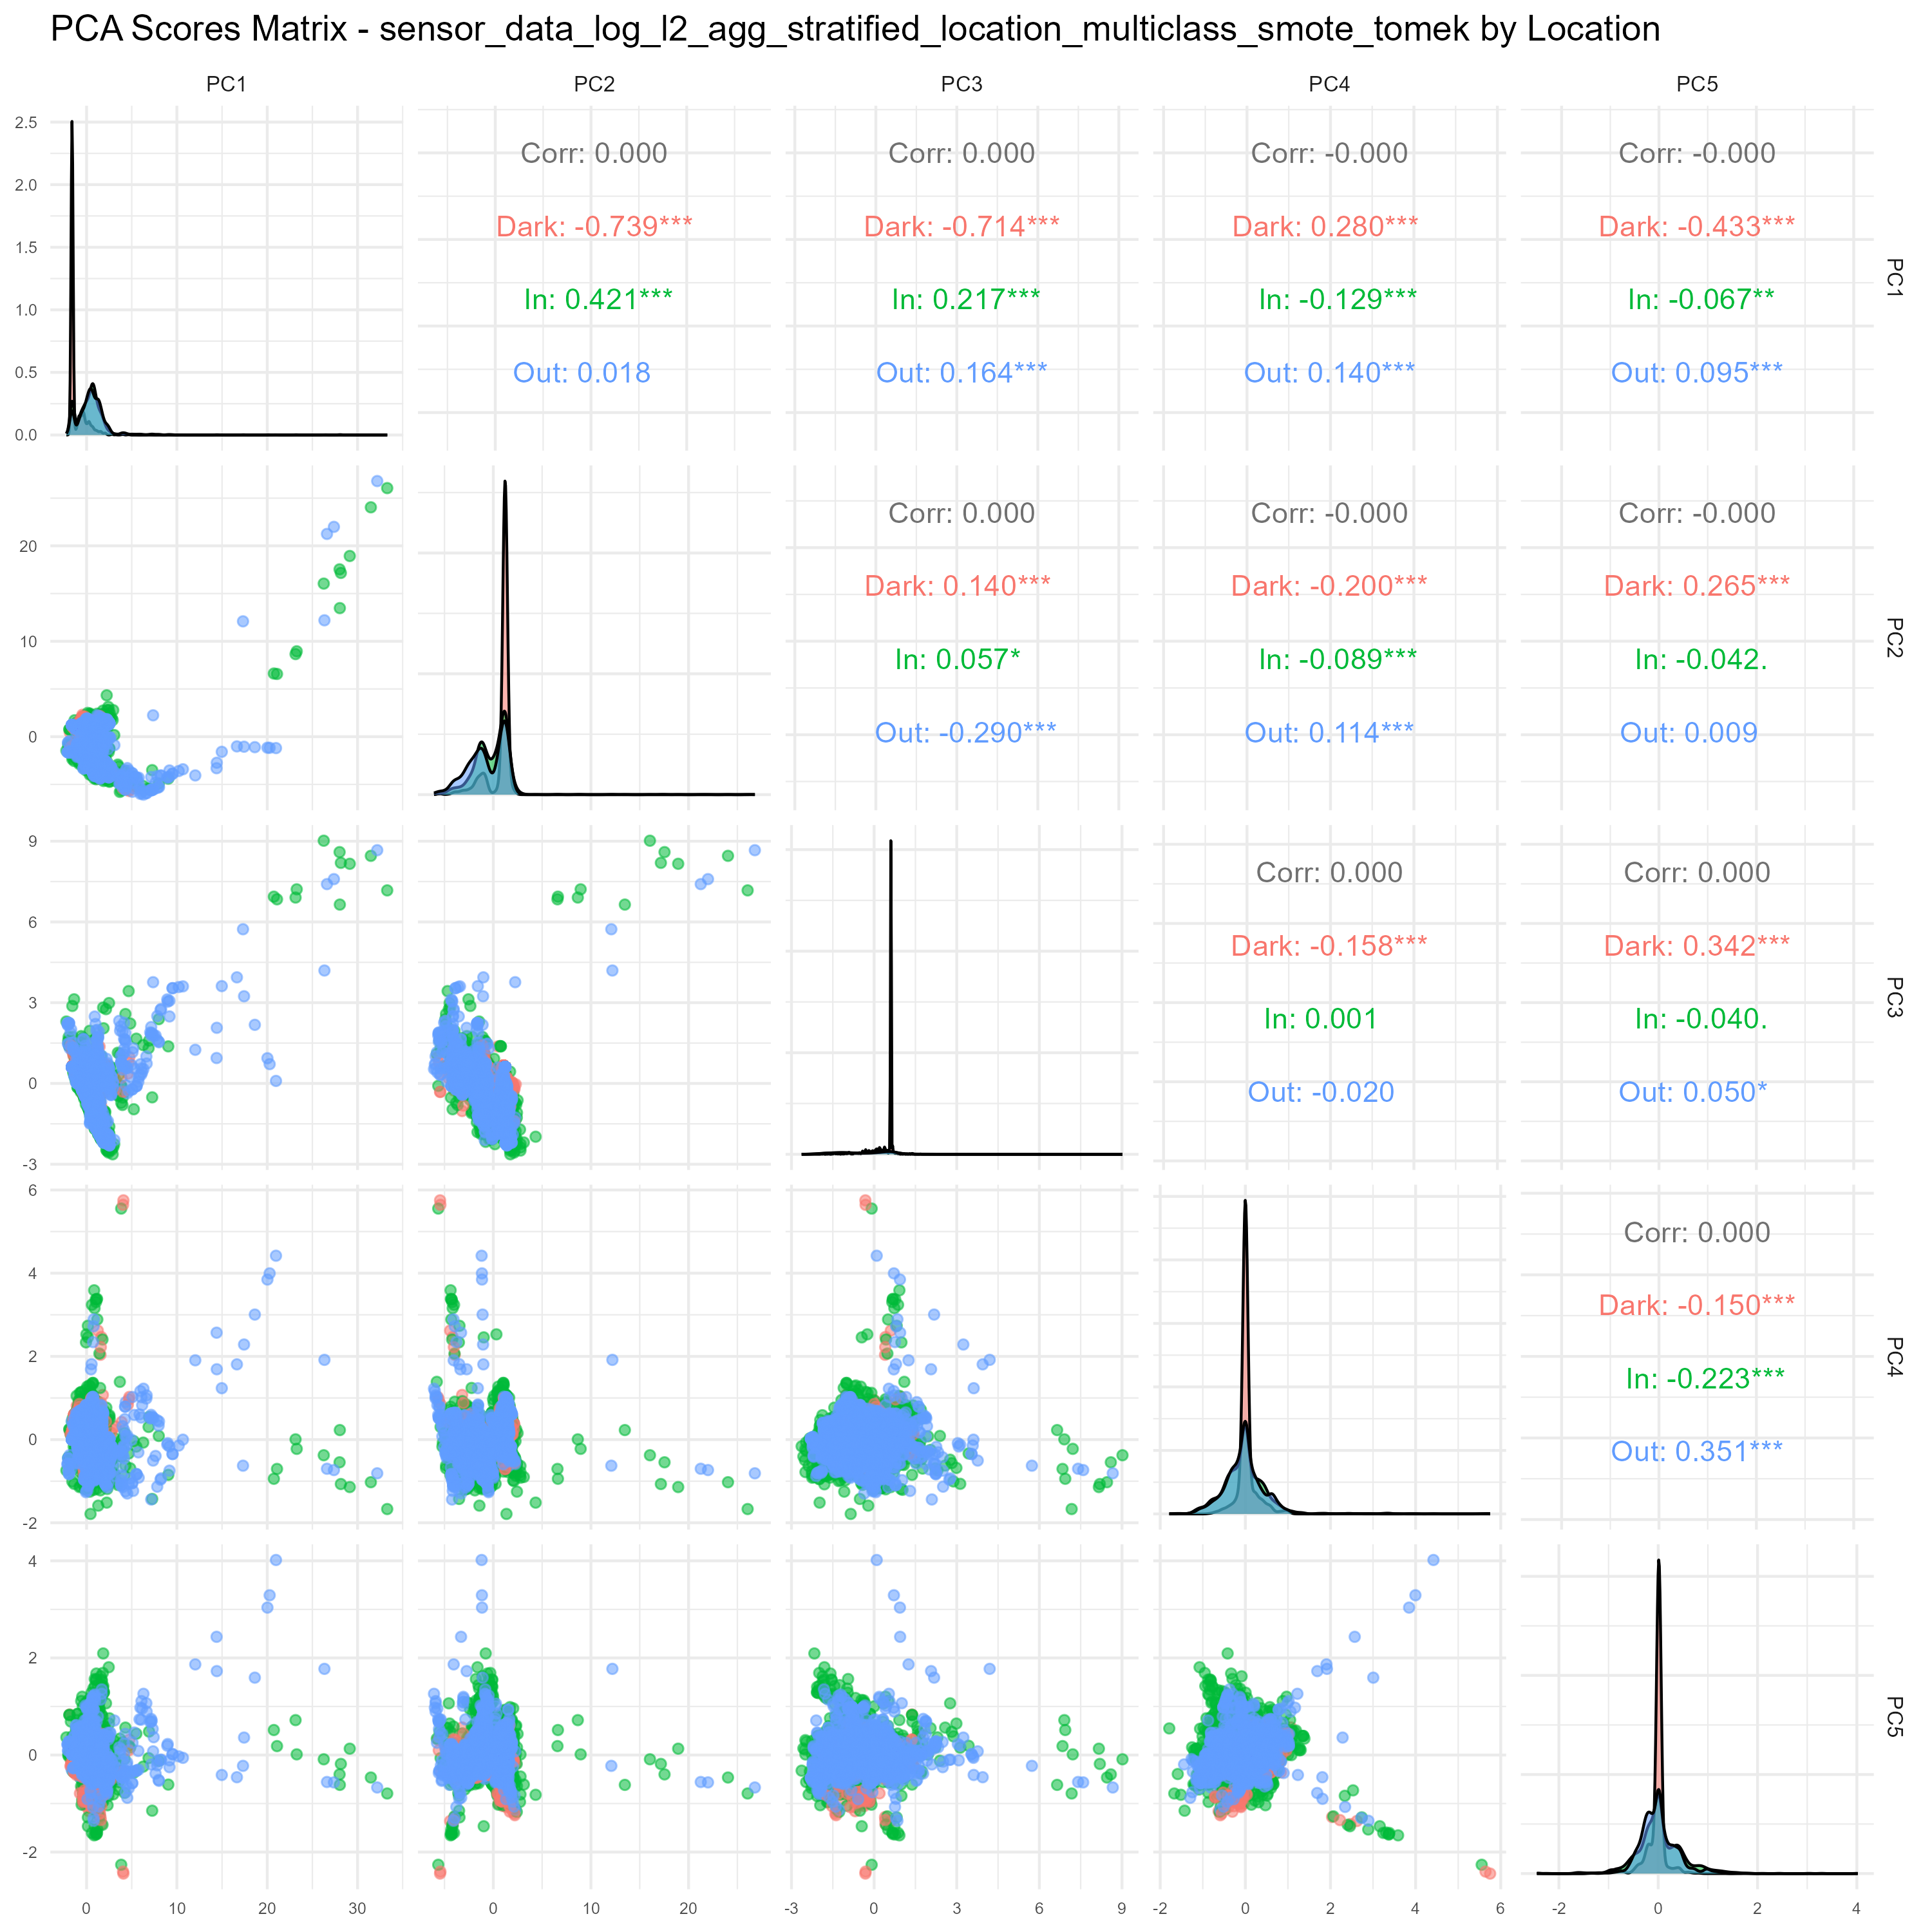 PCA Scores Matrix - sensor_data_log_l2_agg_stratified_location_multiclass_smote_tomek by Location
PC1 PC2 PC3 PC4 PC5
2.5
2.0
1.5
1.0
0.5
0.0
Corr: 0.000
Dark: -0.739***
In: 0.421***
Out: 0.018
Corr: 0.000
Dark: -0.714***
In: 0.217***
Out: 0.164***
Corr: -0.000
Dark: 0.280***
In: -0.129***
Out: 0.140***
Corr: -0.000
Dark: -0.433***
In: -0.067**
Out: 0.095***
PC1
20
10
0
Corr: 0.000
Dark: 0.140***
In: 0.057*
Out: -0.290***
Corr: -0.000
Dark: -0.200***
In: -0.089***
Out: 0.114***
Corr: -0.000
Dark: 0.265***
In: -0.042.
Out: 0.009
PC2
9
6
3
0
-3
Corr: 0.000
Dark: -0.158***
In: 0.001
Out: -0.020
Corr: 0.000
Dark: 0.342***
In: -0.040.
Out: 0.050*
PC3
6
4
2
0
-2
Corr: 0.000
Dark: -0.150***
In: -0.223***
Out: 0.351***
PC4
4
2
0
-2
PC5
0 10 20 30
0 10 20
-3 0 3 6 9
-2 0 2 4 6
-2 0 2 4